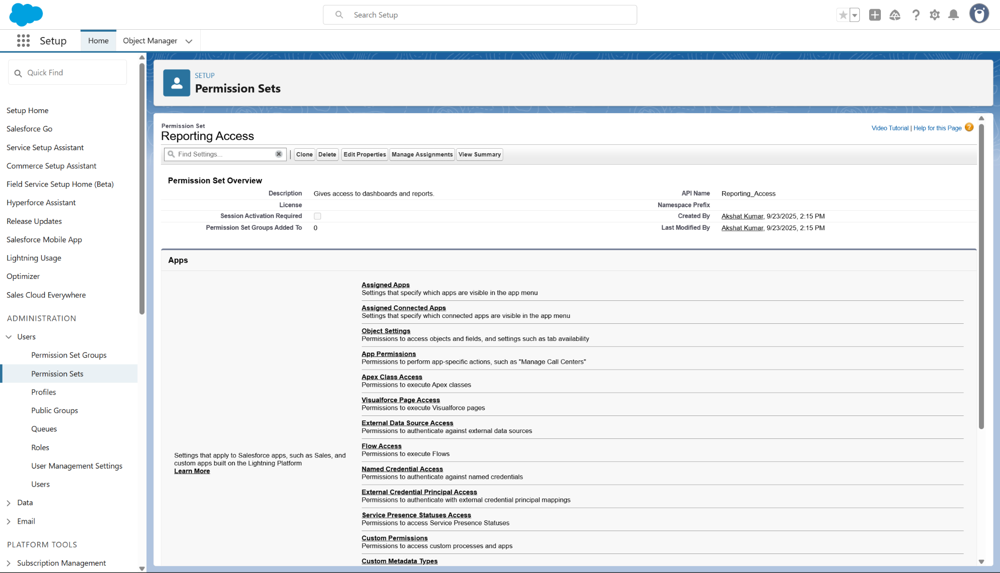 Search Setup
Setup
Home
Object Manager
Quick Find
Setup Home
Salesforce Go
Service Setup Assistant
Commerce Setup Assistant
Field Service Setup Home (Beta)
Hyperforce Assistant
Release Updates
Salesforce Mobile App
Lightning Usage
Optimizer
Sales Cloud Everywhere
ADMINISTRATION
Users
Permission Set Groups
Permission Sets
Profiles
Public Groups
Queues
Roles
User Management Settings
Users
Data
Email
PLATFORM TOOLS
Subscription Management
SETUP
Permission Sets
Permission Set
Reporting Access
Video Tutorial | Help for this Page
Find Settings...
Clone
Delete
Edit Properties
Manage Assignments
View Summary
Permission Set Overview
Description Gives access to dashboards and reports.
API Name Reporting_Access
License
Namespace Prefix
Session Activation Required
Created By Akshat Kumar, 9/23/2025, 2:15 PM
Permission Set Groups Added To 0
Last Modified By Akshat Kumar, 9/23/2025, 2:15 PM
Apps
Settings that apply to Salesforce apps, such as Sales, and
custom apps built on the Lightning Platform
Learn More
Assigned Apps
Settings that specify which apps are visible in the app menu
Assigned Connected Apps
Settings that specify which connected apps are visible in the app menu
Object Settings
Permissions to access objects and fields, and settings such as tab availability
App Permissions
Permissions to perform app-specific actions, such as "Manage Call Centers"
Apex Class Access
Permissions to execute Apex classes
Visualforce Page Access
Permissions to execute Visualforce pages
External Data Source Access
Permissions to authenticate against external data sources
Flow Access
Permissions to execute Flows
Named Credential Access
Permissions to authenticate against named credentials
External Credential Principal Access
Permissions to authenticate with external credential principal mappings
Service Presence Statuses Access
Permissions to access Service Presence Statuses
Custom Permissions
Permissions to access custom processes and apps
Custom Metadata Types